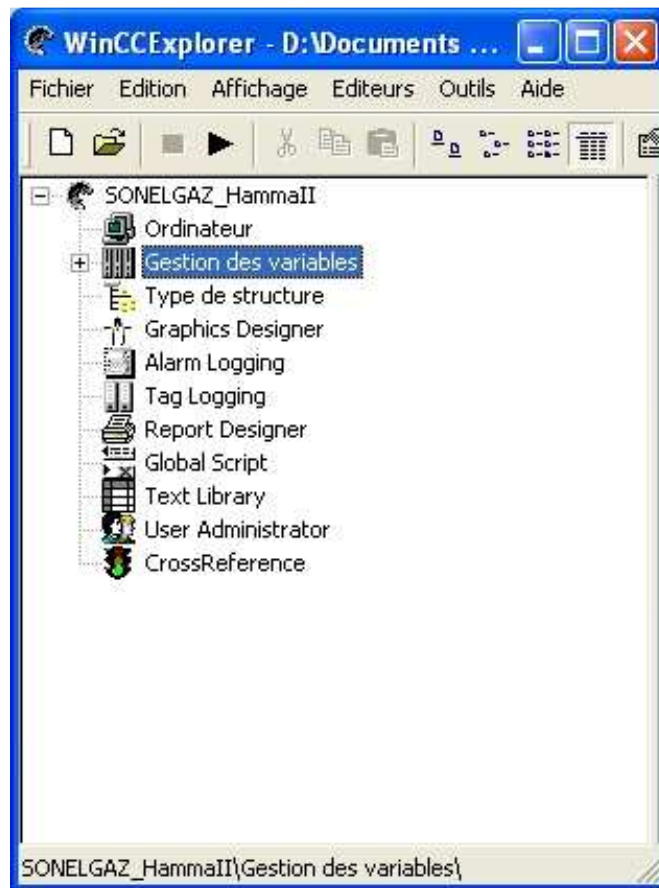 WinCCExplorer - D:\Documents ...
Fichier Edition Affichage Editeurs Outils Aide
SONELGAZ_HammaII
Ordinateur
Gestion des variables
Type de structure
Graphics Designer
Alarm Logging
Tag Logging
Report Designer
Global Script
Text Library
User Administrator
CrossReference
SONELGAZ_HammaII\Gestion des variables\